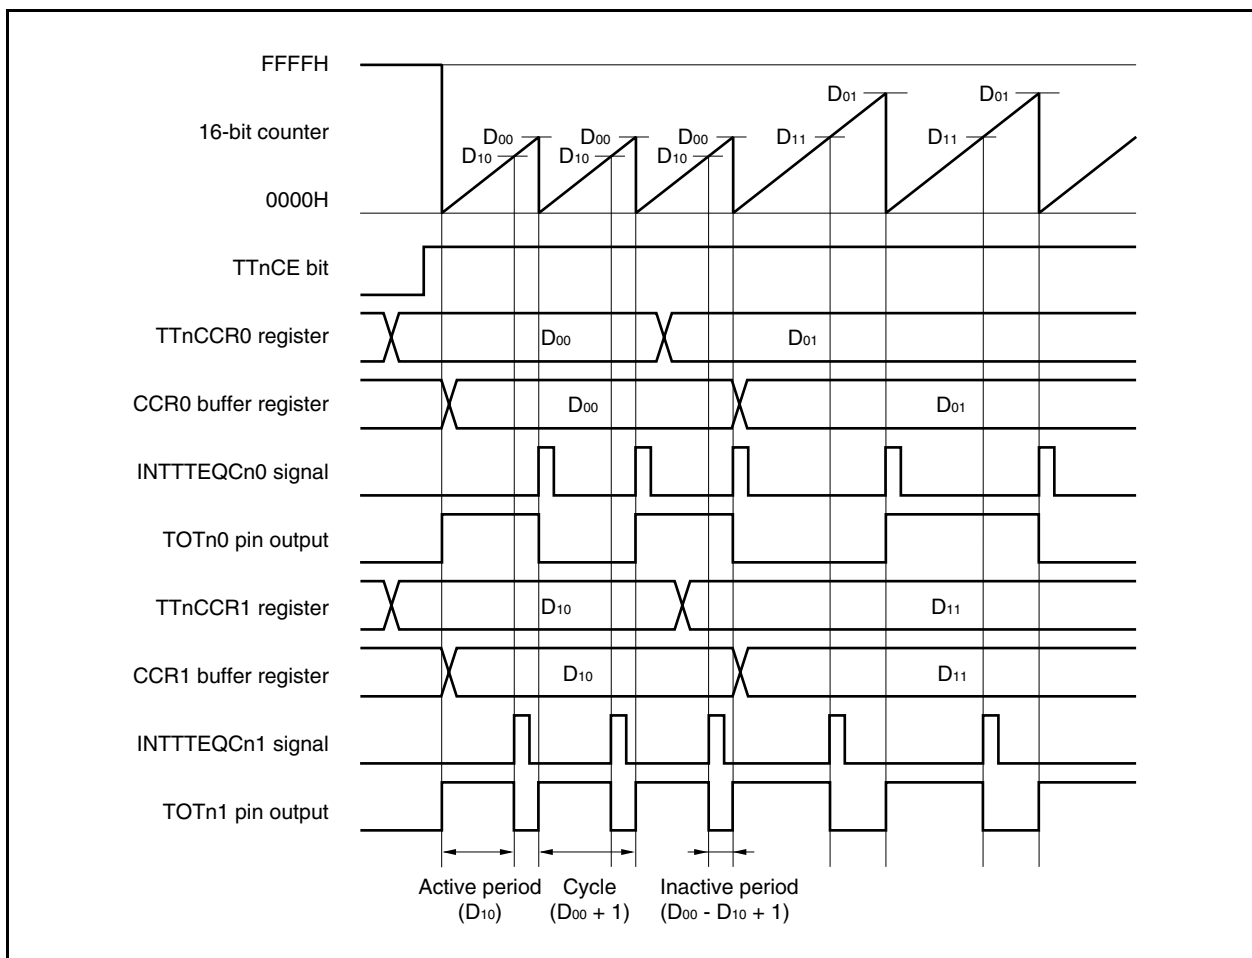 FFFFH
D01 D01
16-bit counter
D00 D00 D00 D11 D11
D10 D10 D10
0000H
TTnCE bit
TTnCCR0 register D00 D01
CCR0 buffer register D00 D01
INTTTEQCn0 signal
TOTn0 pin output
TTnCCR1 register D10 D11
CCR1 buffer register D10 D11
INTTTEQCn1 signal
TOTn1 pin output
Active period
(D10)
Cycle
(D00 + 1)
Inactive period
(D00 - D10 + 1)